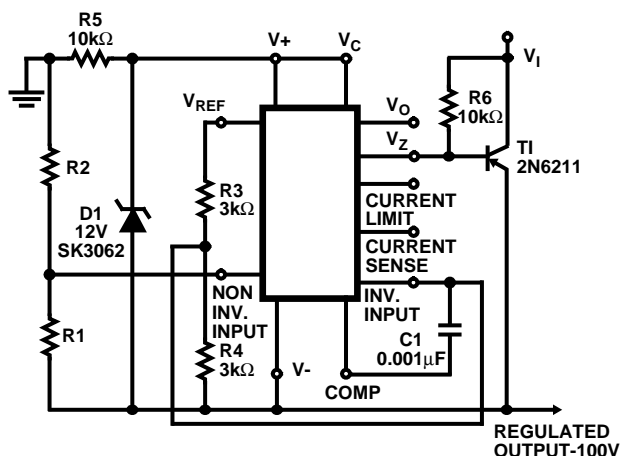 R5
10kΩ
V+
VC
VI
VREF
VO
R6
10kΩ
VZ
TI
2N6211
R2
R3
3kΩ
CURRENT
LIMIT
D1
12V
SK3062
CURRENT
SENSE
NON
INV.
INPUT
INV.
INPUT
R1
R4
3kΩ
C1
0.001μF
V-
COMP
REGULATED
OUTPUT-100V